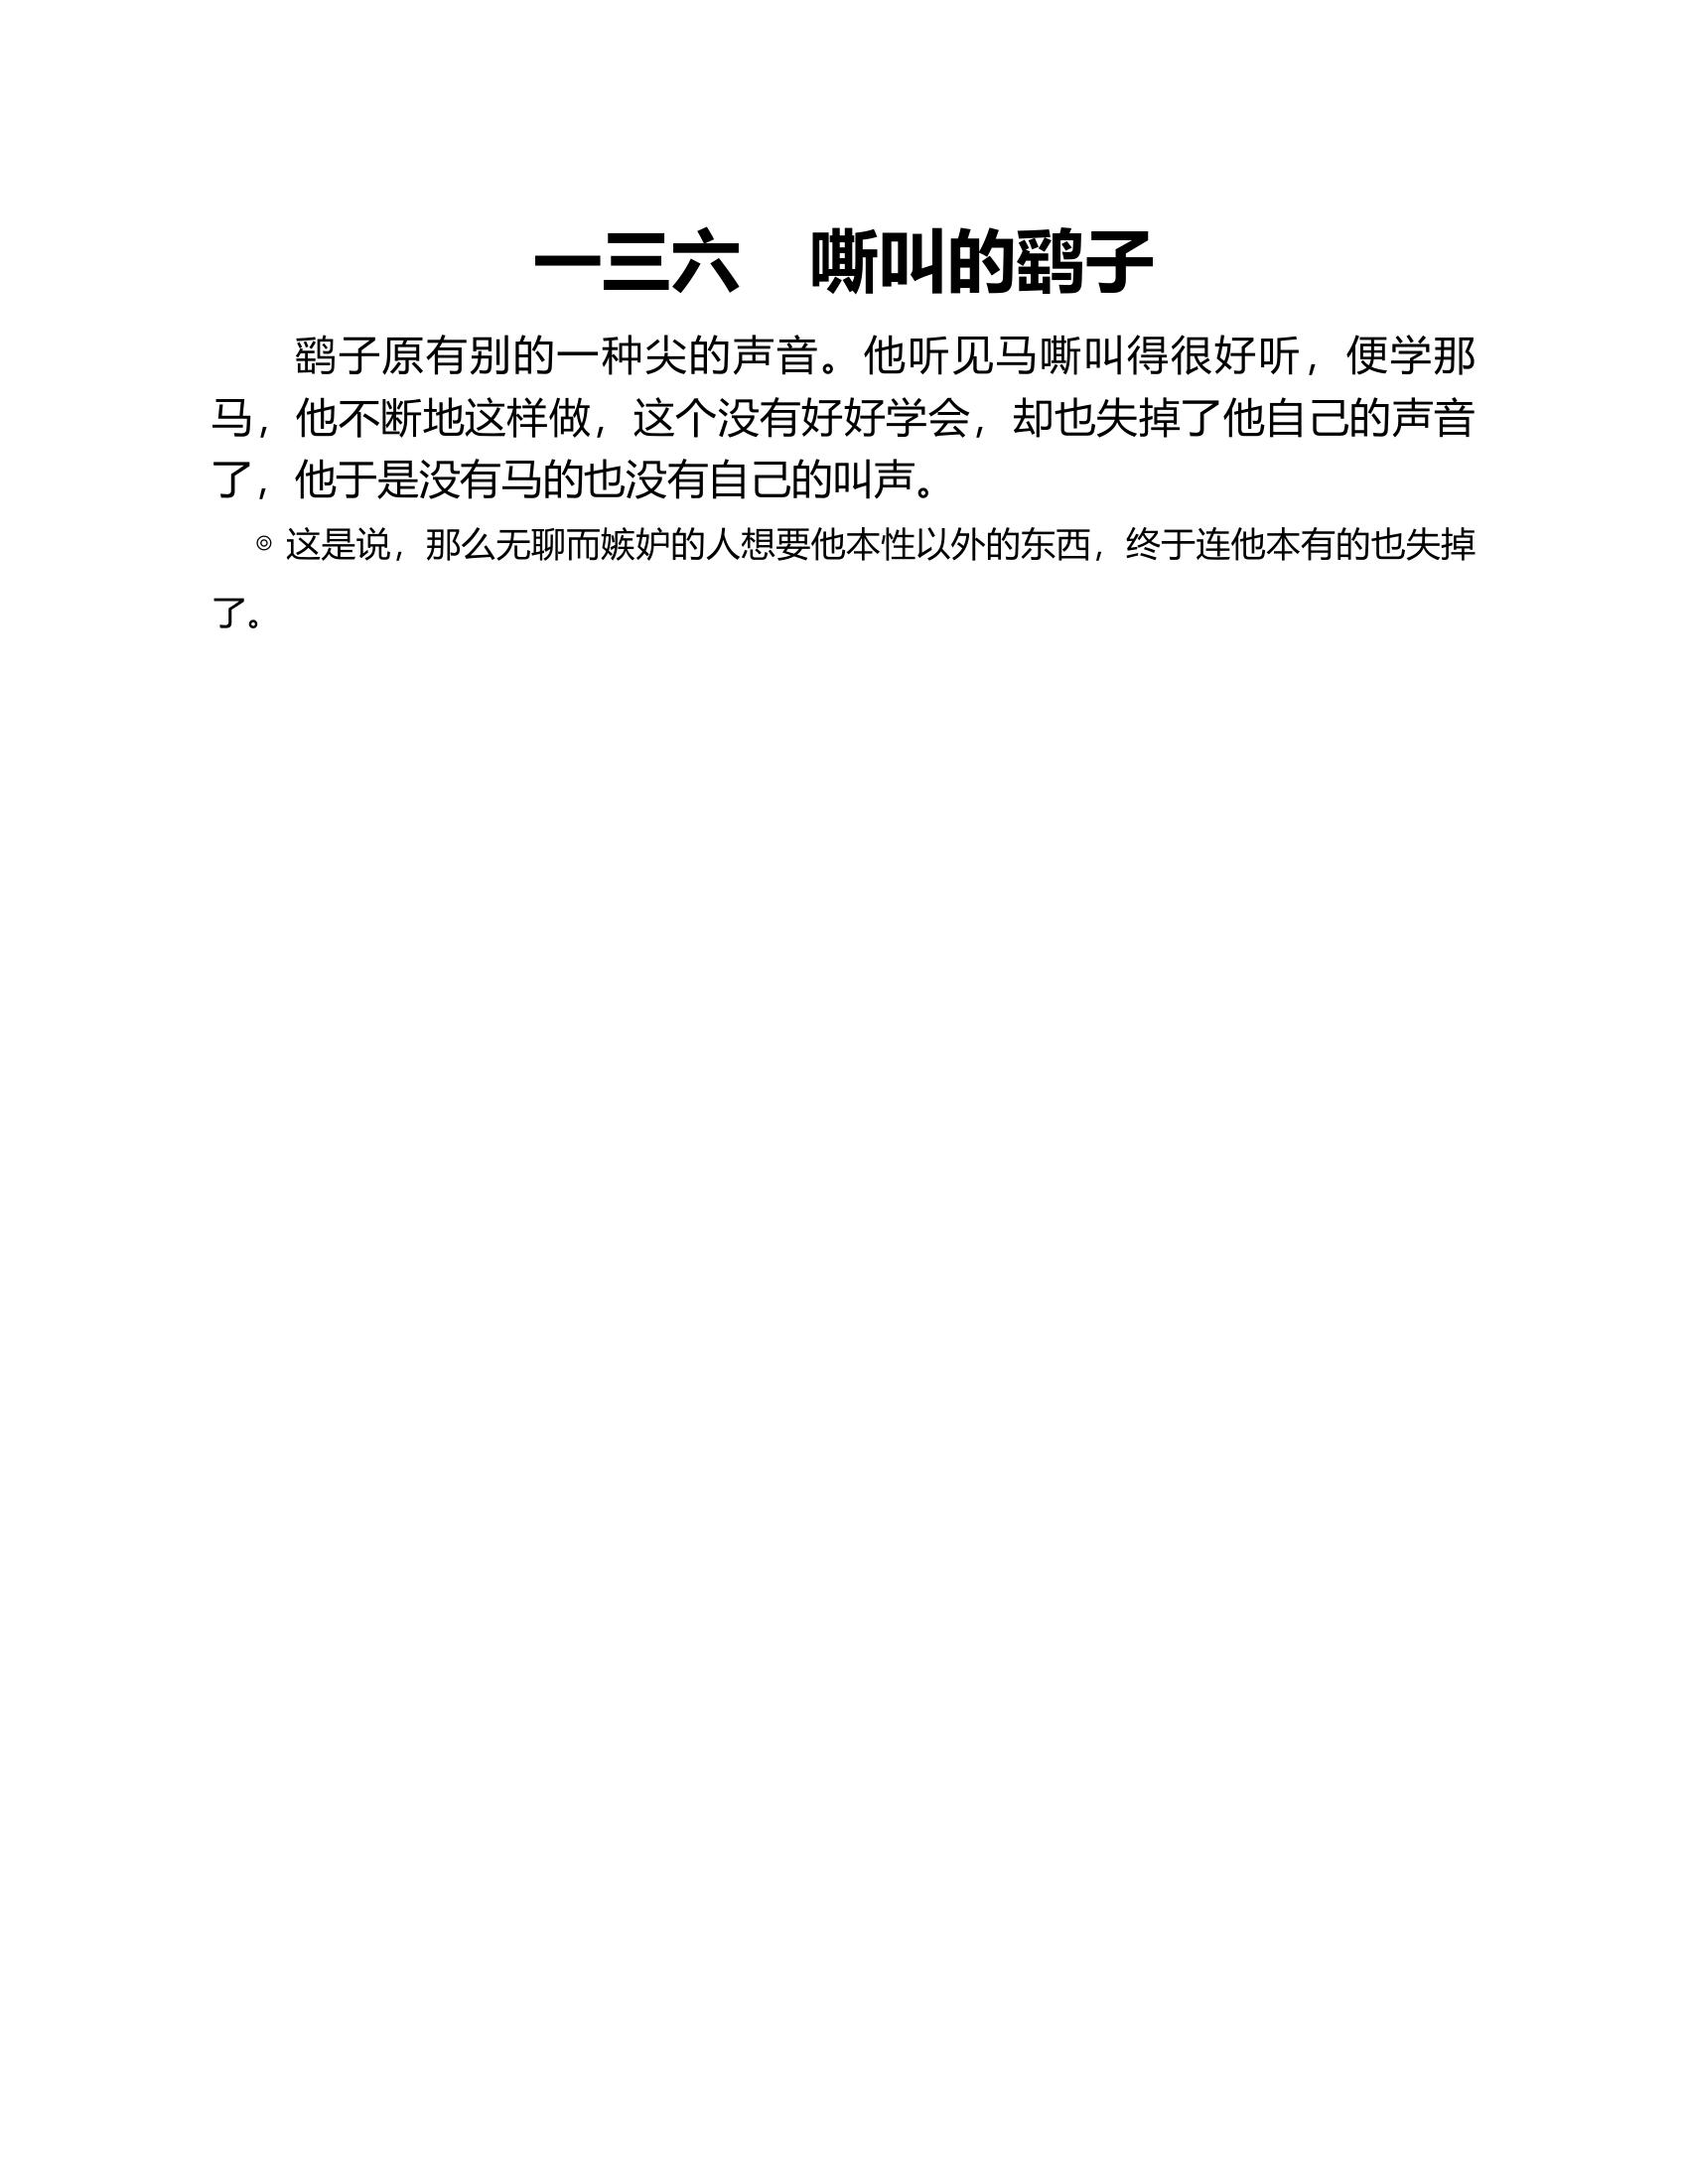 一三六　嘶叫的鹞子
鹞子原有别的一种尖的声音。他听见马嘶叫得很好听，便学那
马，他不断地这样做，这个没有好好学会，却也失掉了他自己的声音
了，他于是没有马的也没有自己的叫声。
◎ 这是说，那么无聊而嫉妒的人想要他本性以外的东西，终于连他本有的也失掉
了。